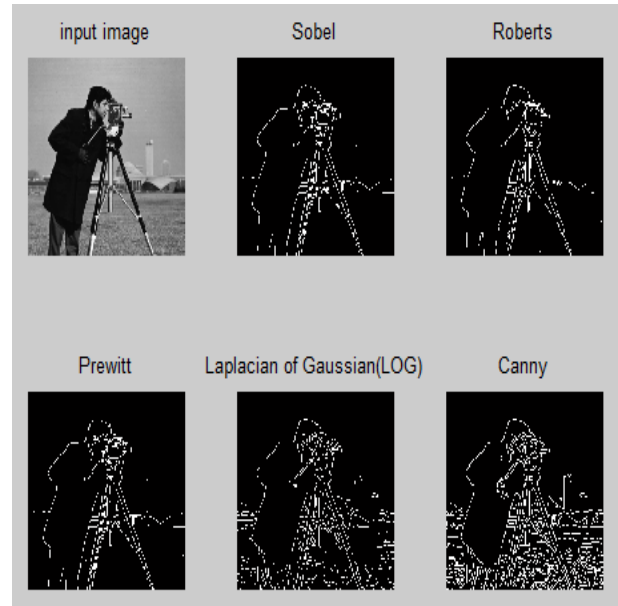 input image
Sobel
Roberts
Prewitt
Laplacian of Gaussian(LOG)
Canny